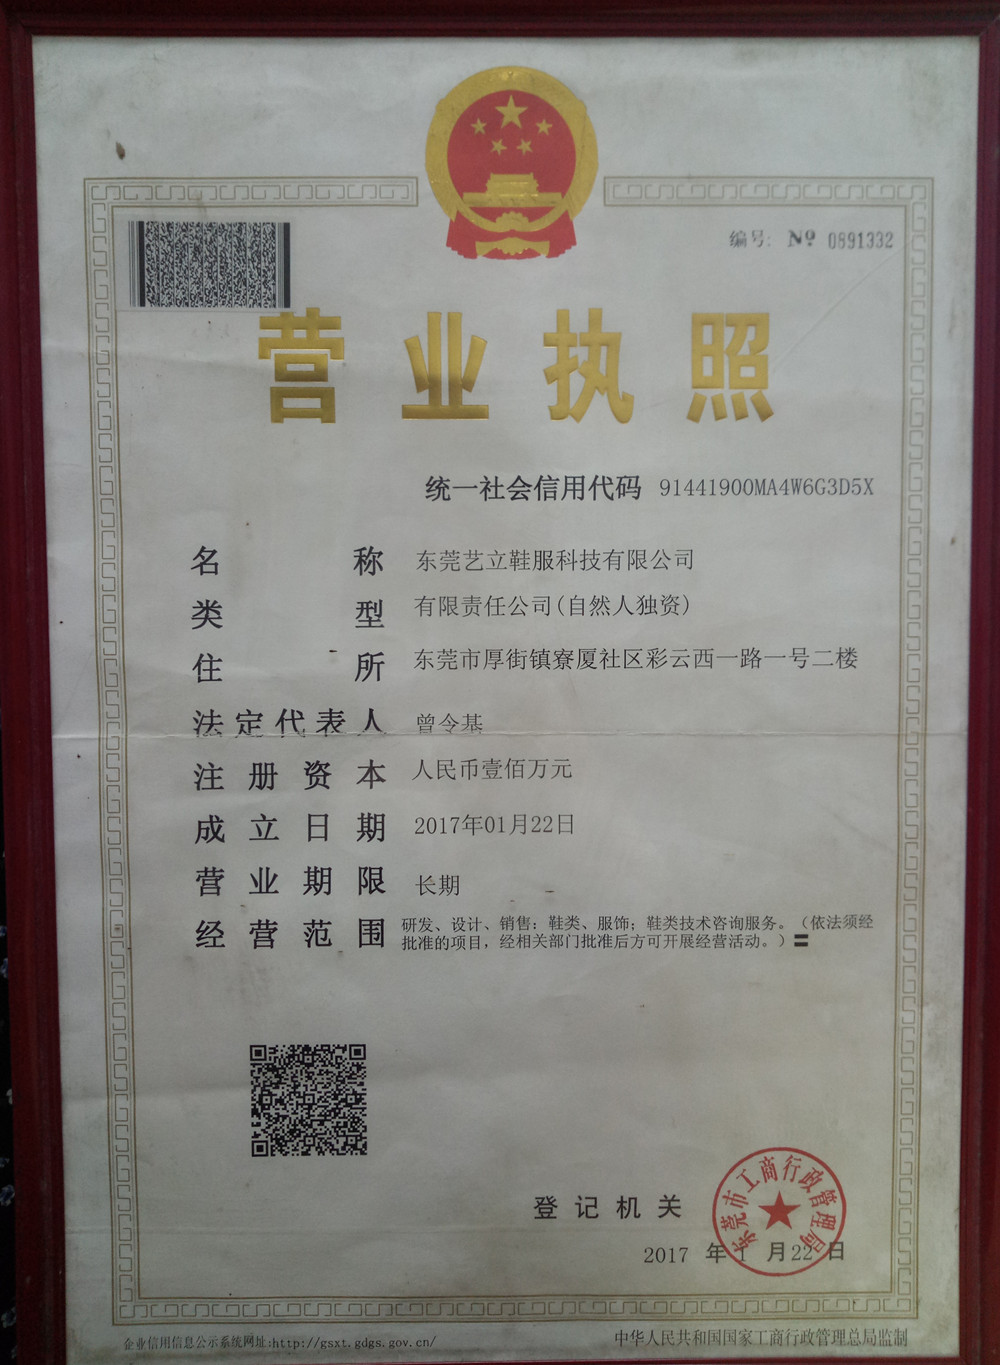 编号: Nº 0891332
营业执照
统一社会信用代码 91441900MA4W6G3D5X
名称 东莞艺立鞋服科技有限公司
类型 有限责任公司(自然人独资)
住所 东莞市厚街镇寮厦社区彩云西一路一号二楼
法定代表人 曾令基
注册资本 人民币壹佰万元
成立日期 2017年01月22日
营业期限 长期
经营范围 研发、设计、销售：鞋类、服饰；鞋类技术咨询服务。（依法须经
批准的项目，经相关部门批准后方可开展经营活动。）〓
东莞市工商行政管理局
登记机关
2017 年 1 月 22 日
企业信用信息公示系统网址:http://gsxt.gdgs.gov.cn/
中华人民共和国国家工商行政管理总局监制